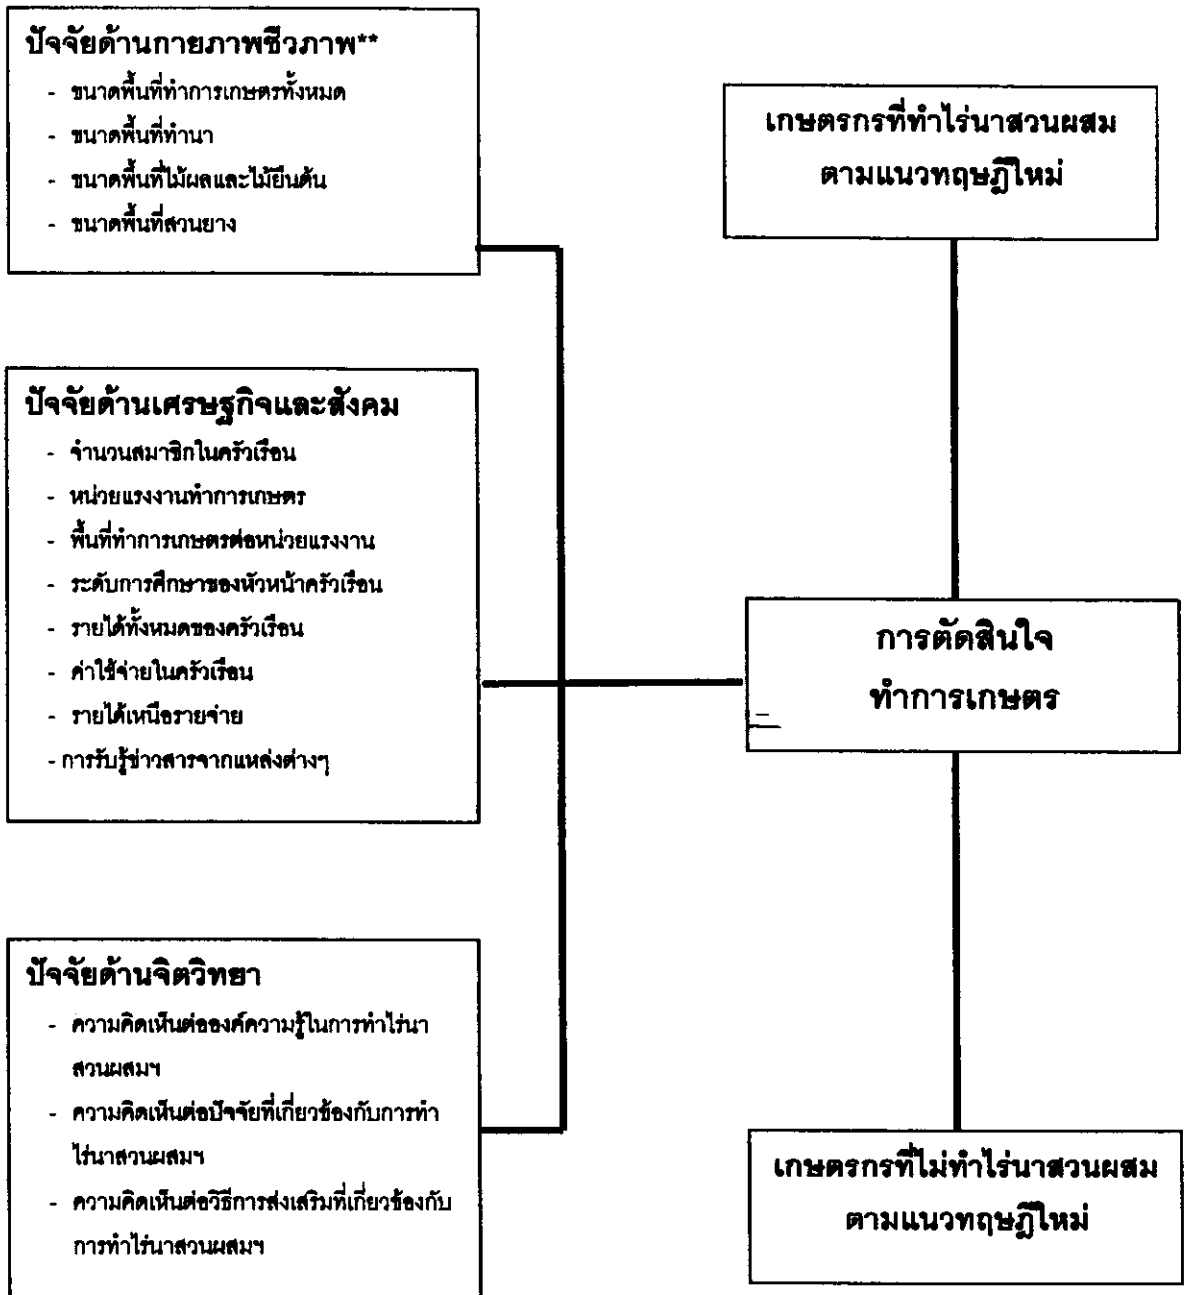 ปัจจัยด้านกายภาพชีวภาพ**
- ขนาดพื้นที่ทำการเกษตรทั้งหมด
- ขนาดพื้นที่ทำนา
- ขนาดพื้นที่ไม้ผลและไม้ยืนต้น
- ขนาดพื้นที่สวนยาง
ปัจจัยด้านเศรษฐกิจและสังคม
- จำนวนสมาชิกในครัวเรือน
- หน่วยแรงงานทำการเกษตร
- พื้นที่ทำการเกษตรต่อหน่วยแรงงาน
- ระดับการศึกษาของหัวหน้าครัวเรือน
- รายได้ทั้งหมดของครัวเรือน
- ค่าใช้จ่ายในครัวเรือน
- รายได้เหนือรายจ่าย
- การรับรู้ข่าวสารจากแหล่งต่างๆ
ปัจจัยด้านจิตวิทยา
- ความคิดเห็นต่อองค์ความรู้ในการทำไร่นา
สวนผสมฯ
- ความคิดเห็นต่อปัจจัยที่เกี่ยวข้องกับการทำ
ไร่นาสวนผสมฯ
- ความคิดเห็นต่อวิธีการส่งเสริมที่เกี่ยวข้องกับ
การทำไร่นาสวนผสมฯ
เกษตรกรที่ทำไร่นาสวนผสม
ตามแนวทฤษฎีใหม่
การตัดสินใจ
ทำการเกษตร
เกษตรกรที่ไม่ทำไร่นาสวนผสม
ตามแนวทฤษฎีใหม่